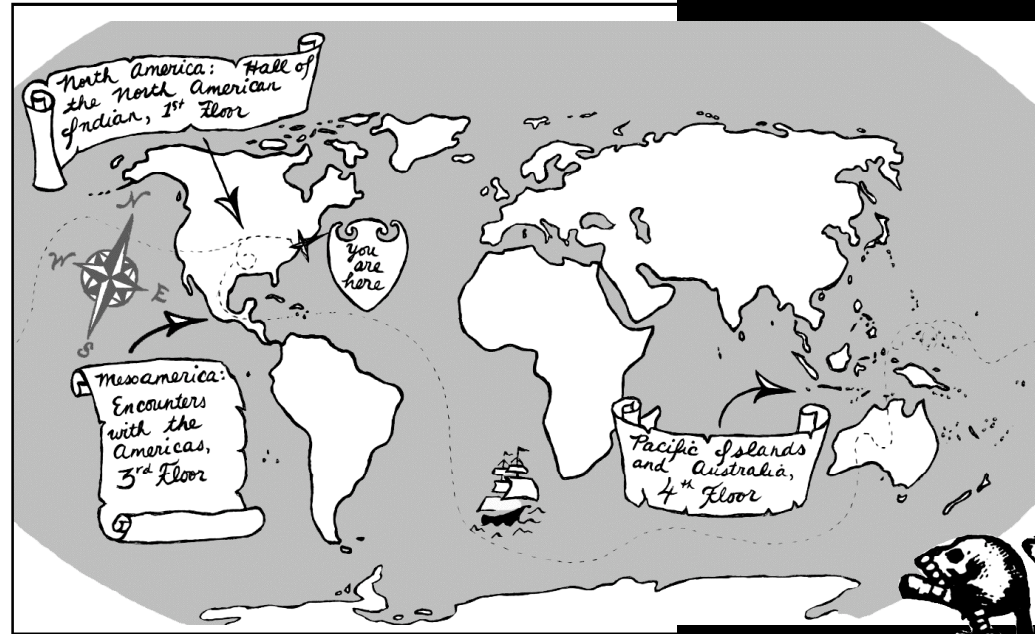 North America: Hall of
the North American
Indian, 1st Floor
N
W
E
S
you
are
here
Mesoamerica:
Encounters
with the
Americas,
3rd Floor
Pacific Islands
and Australia,
4th Floor